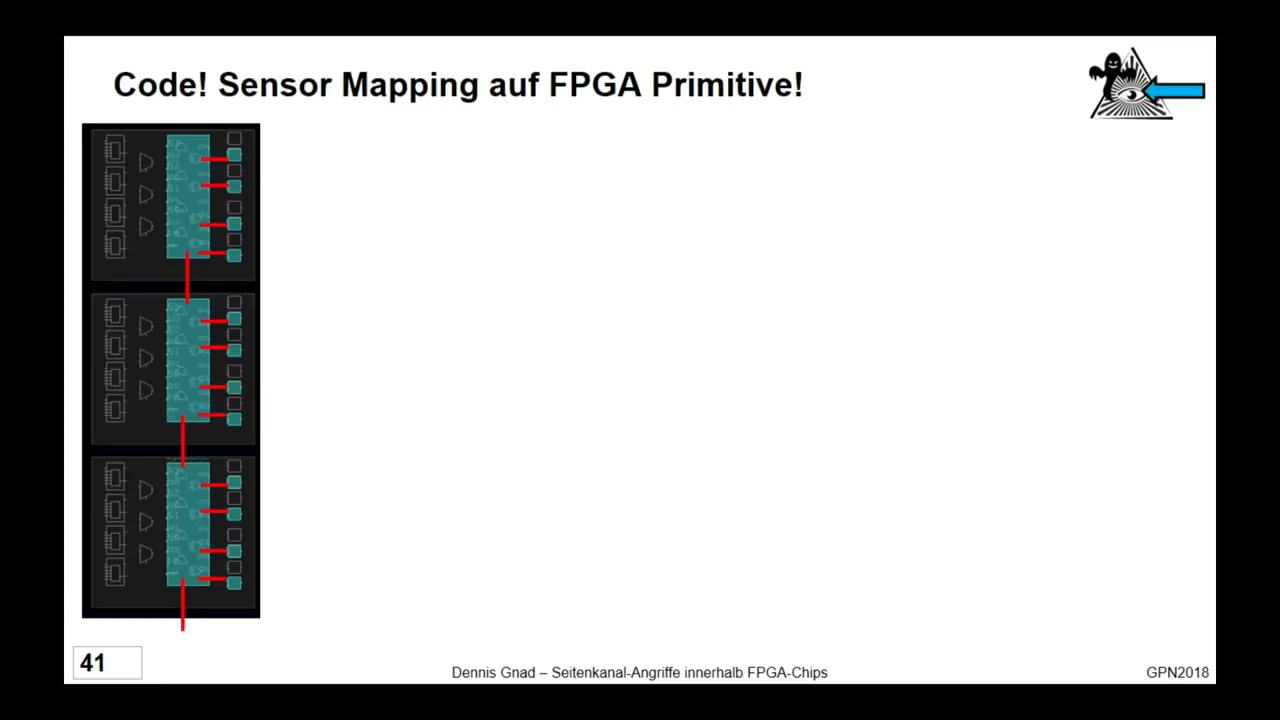 Code! Sensor Mapping auf FPGA Primitive!
41
Dennis Gnad – Seitenkanal-Angriffe innerhalb FPGA-Chips
GPN2018